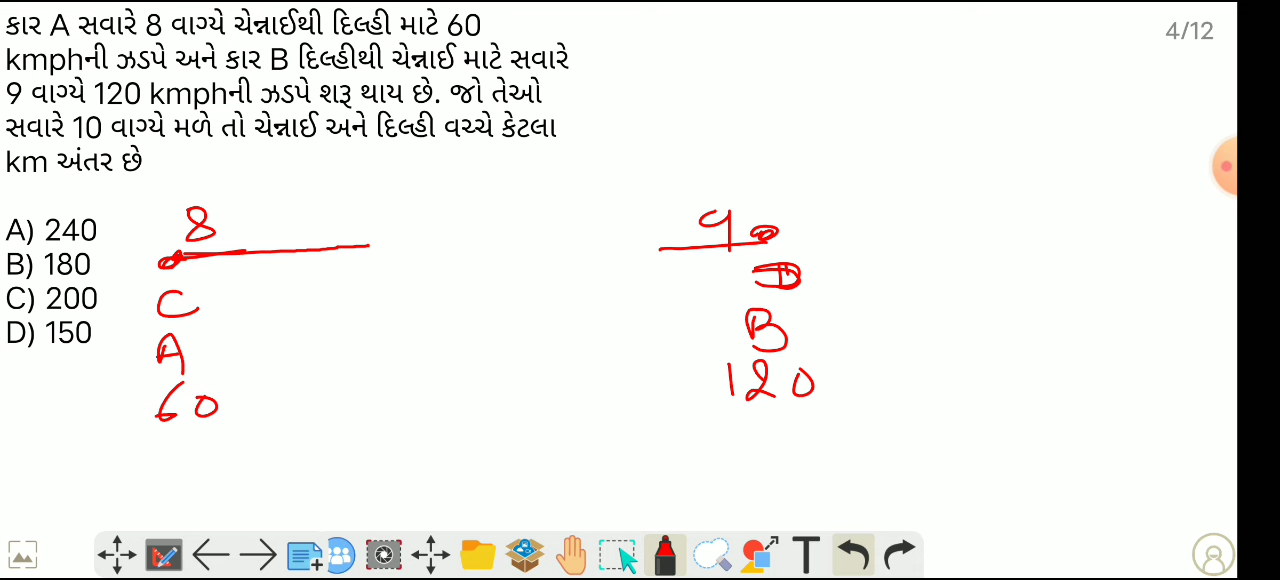 કાર A સવારે 8 વાગ્યે ચેન્નાઈથી દિલ્હી માટે 60
kmphની ઝડપે અને કાર B દિલ્હીથી ચેન્નાઈ માટે સવારે
9 વાગ્યે 120 kmphની ઝડપે શરૂ થાય છે. જો તેઓ
સવારે 10 વાગ્યે મળે તો ચેન્નાઈ અને દિલ્હી વચ્ચે કેટલા
km અંતર છે
4/12
A) 240
B) 180
C) 200
D) 150
8
C
A
60
9
D
B
120
T